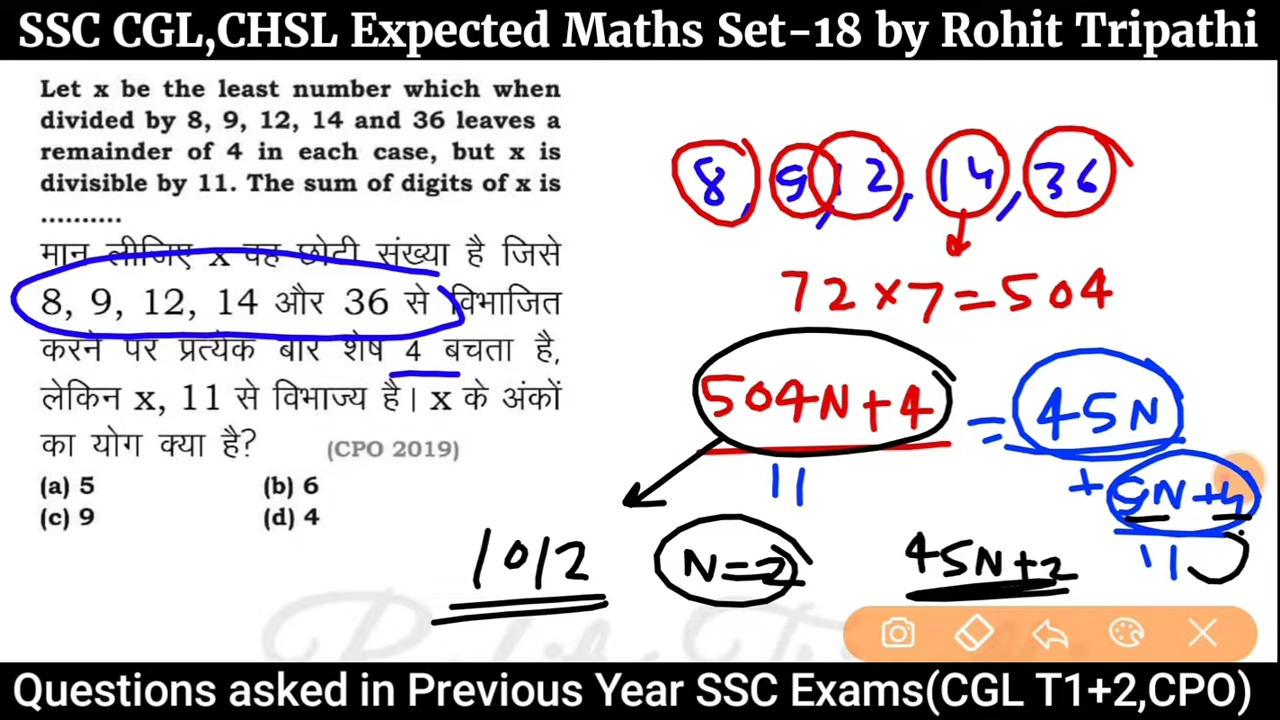 SSC CGL,CHSL Expected Maths Set-18 by Rohit Tripathi
Let x be the least number which when
divided by 8, 9, 12, 14 and 36 leaves a
remainder of 4 in each case, but x is
divisible by 11. The sum of digits of x is
..........
मान लीजिए x वह छोटी संख्या है जिसे
8, 9, 12, 14 और 36 से विभाजित
करने पर प्रत्येक बार शेष 4 बचता है,
लेकिन x, 11 से विभाज्य है। x के अंकों
का योग क्या है? (CPO 2019)
(a) 5 (b) 6
(c) 9 (d) 4
8, 9, 12, 14, 36
72×7=504
504N+4 = 45N
11 + 9N+4
11
1012 N=2 45N+2
Questions asked in Previous Year SSC Exams(CGL T1+2,CPO)